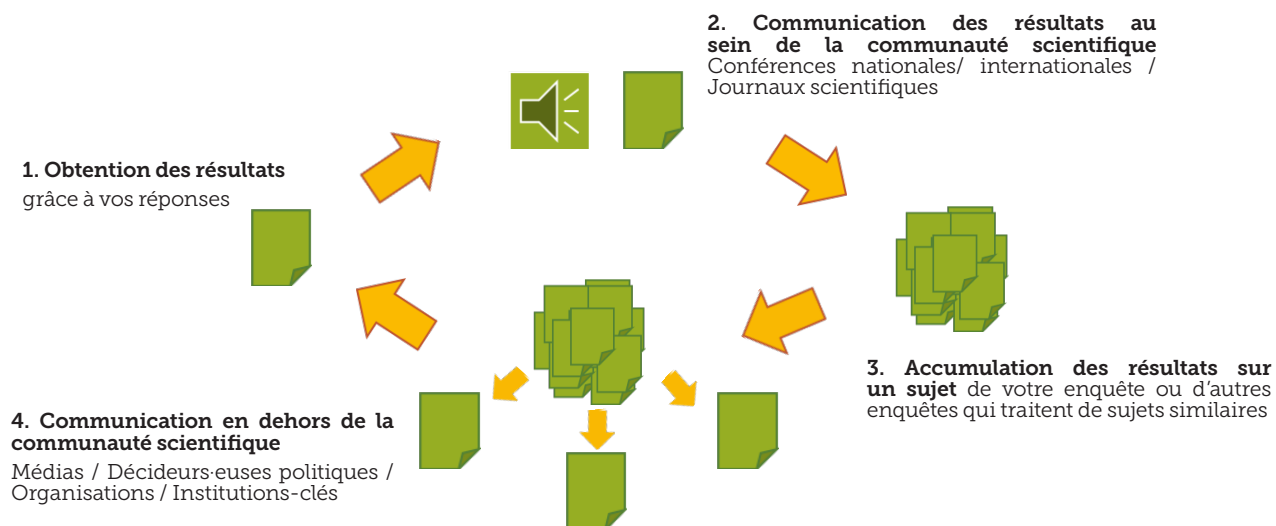 1. Obtention des résultats
grâce à vos réponses
2. Communication des résultats au
sein de la communauté scientifique
Conférences nationales/ internationales /
Journaux scientifiques
3. Accumulation des résultats sur
un sujet de votre enquête ou d'autres
enquêtes qui traitent de sujets similaires
4. Communication en dehors de la
communauté scientifique
Médias / Décideurs·euses politiques /
Organisations / Institutions-clés